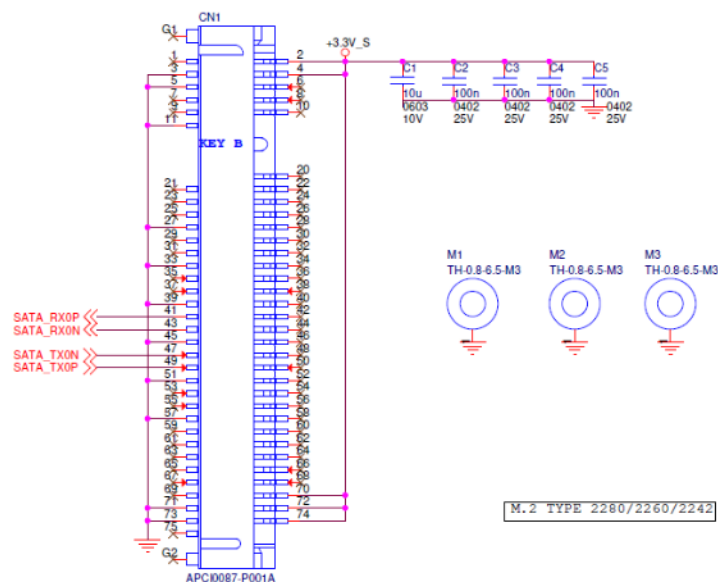 CN1
G1
+3.3V_S
1 2
3 4
5 6
7 8
9 10
11
KEY B
20
21 22
23 24
25 26
27 28
29 30
31 32
33 34
35 36
37 38
39 40
41 42
43 44
45 46
47 48
49 50
51 52
53 54
55 56
57 58
59 60
61 62
63 64
65 66
67 68
69 70
71 72
73 74
75
G2
APCI0087-P001A
SATA_RX0P
SATA_RX0N
SATA_TX0N
SATA_TX0P
C1 C2 C3 C4 C5
10u 100n 100n 100n 100n
0603 0402 0402 0402 0402
10V 25V 25V 25V 25V
M1 M2 M3
TH-0.8-6.5-M3 TH-0.8-6.5-M3 TH-0.8-6.5-M3
M.2 TYPE 2280/2260/2242